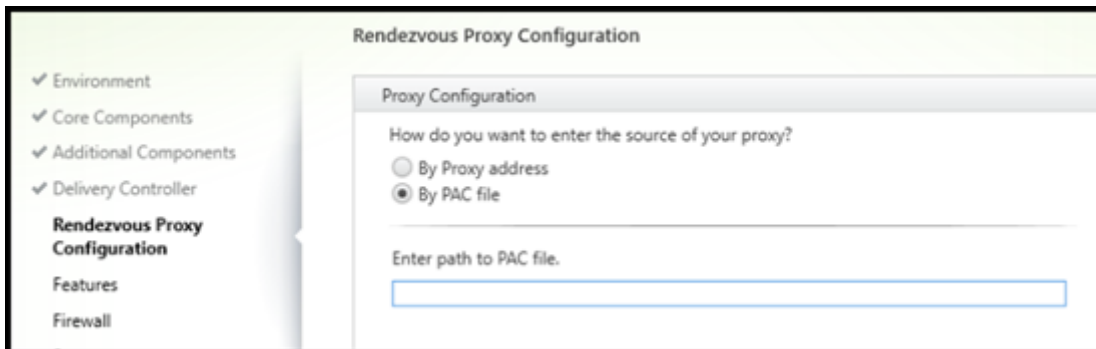 Rendezvous Proxy Configuration
Environment
Core Components
Additional Components
Delivery Controller
Rendezvous Proxy
Configuration
Features
Firewall
Proxy Configuration
How do you want to enter the source of your proxy?
By Proxy address
By PAC file
Enter path to PAC file.